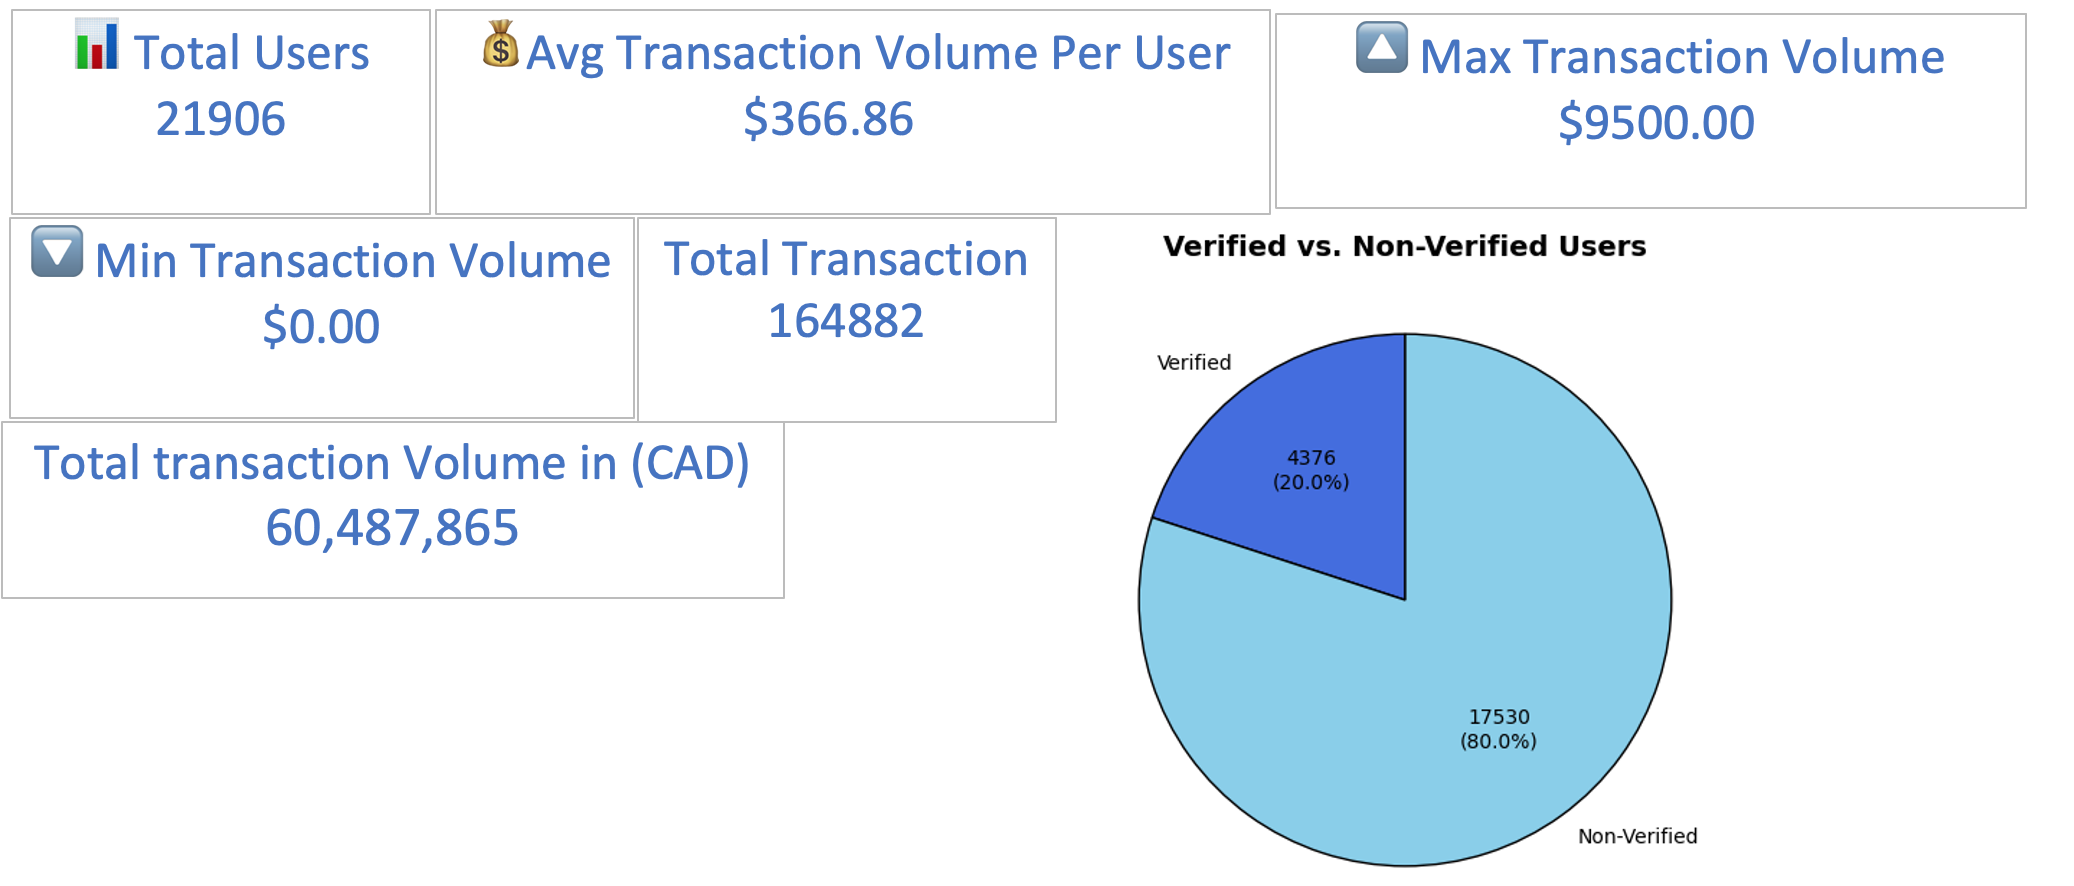 Total Users
21906
Avg Transaction Volume Per User
$366.86
Max Transaction Volume
$9500.00
Min Transaction Volume
$0.00
Total Transaction
164882
Total transaction Volume in (CAD)
60,487,865
Verified vs. Non-Verified Users
Verified
4376
(20.0%)
17530
(80.0%)
Non-Verified